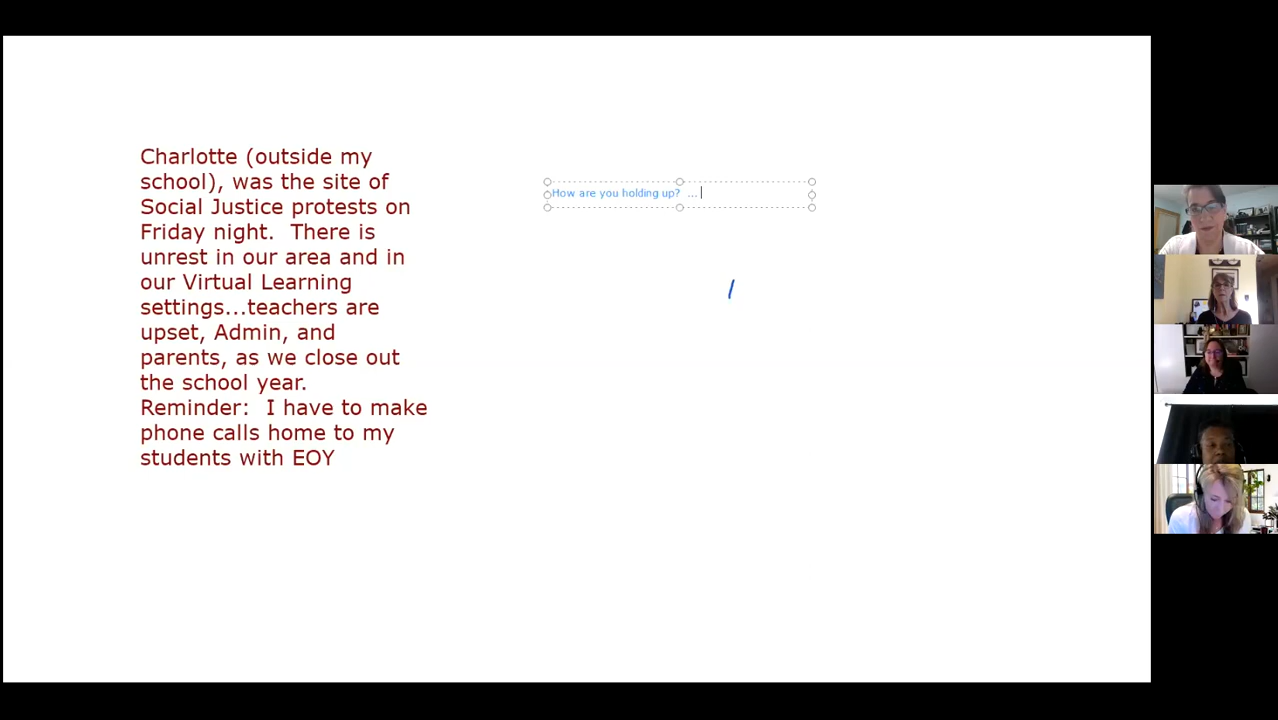 Charlotte (outside my
school), was the site of
Social Justice protests on
Friday night.  There is
unrest in our area and in
our Virtual Learning
settings...teachers are
upset, Admin, and
parents, as we close out
the school year.
Reminder:  I have to make
phone calls home to my
students with EOY
How are you holding up?  ...